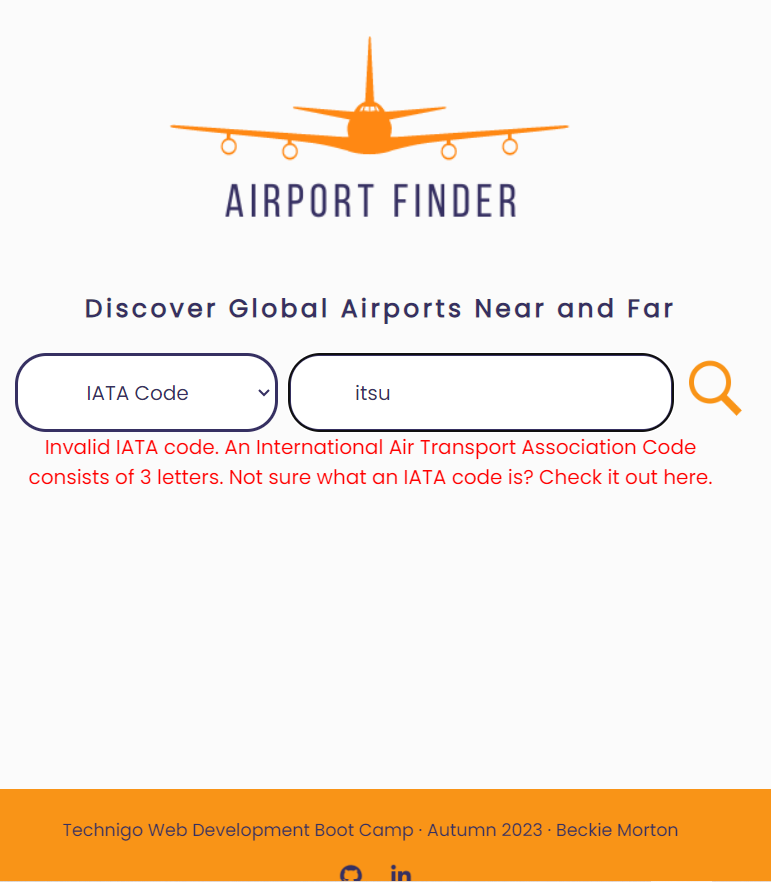 AIRPORT FINDER
Discover Global Airports Near and Far
IATA Code
itsu
Invalid IATA code. An International Air Transport Association Code
consists of 3 letters. Not sure what an IATA code is? Check it out here.
Technigo Web Development Boot Camp · Autumn 2023 · Beckie Morton
in